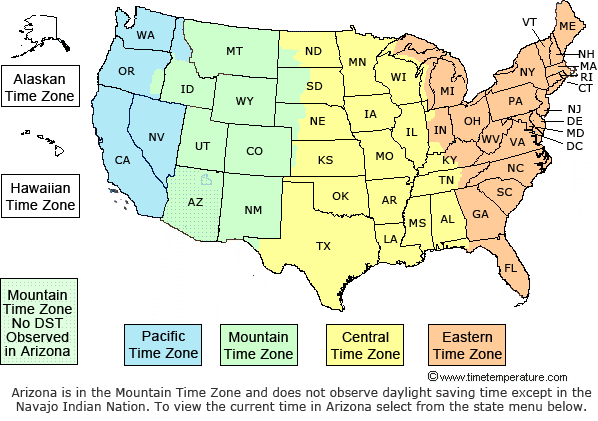 WA
OR
CA
NV
ID
MT
WY
UT
CO
AZ
NM
ND
SD
NE
KS
OK
TX
MN
IA
MO
AR
LA
WI
IL
MS
AL
TN
KY
IN
MI
OH
WV
VA
NC
SC
GA
FL
PA
NY
VT
ME
NH
MA
RI
CT
NJ
DE
MD
DC
Alaskan
Time Zone
Hawaiian
Time Zone
Mountain
Time Zone
No DST
Observed
in Arizona
Pacific
Time Zone
Mountain
Time Zone
Central
Time Zone
Eastern
Time Zone
©www.timetemperature.com
Arizona is in the Mountain Time Zone and does not observe daylight saving time except in the
Navajo Indian Nation. To view the current time in Arizona select from the state menu below.